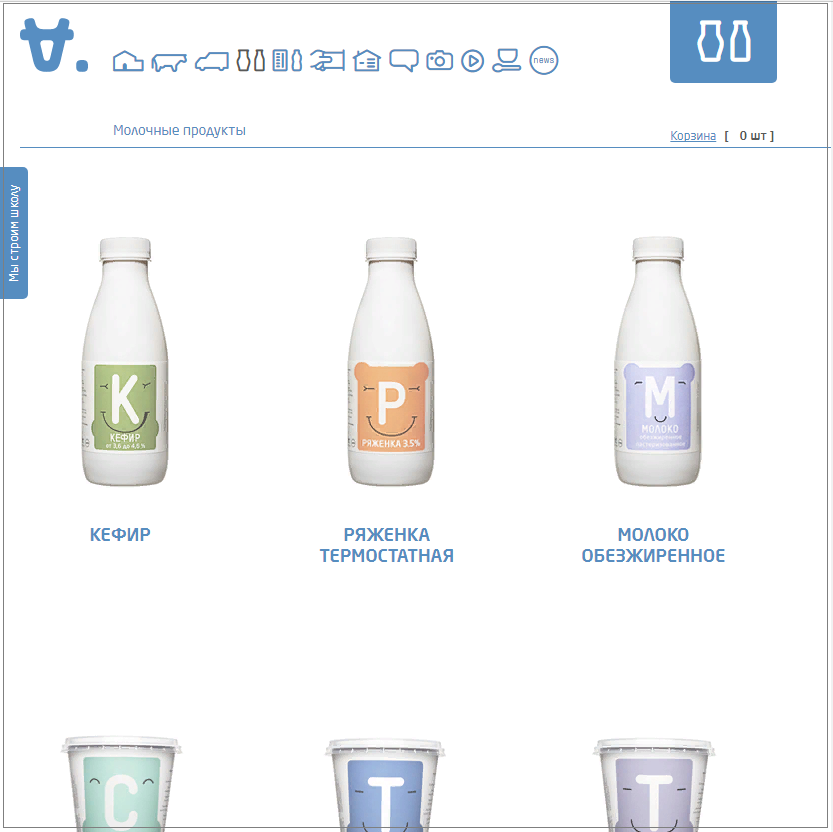 news
Молочные продукты
Корзина [ 0 шт ]
Мы строим школу
К
КЕФИР
от 3,6 до 4,6 %
Р
РЯЖЕНКА 3,5%
М
МОЛОКО
обезжиренное
пастеризованное
КЕФИР
РЯЖЕНКА
ТЕРМОСТАТНАЯ
МОЛОКО
ОБЕЗЖИРЕННОЕ
С
Т
Т